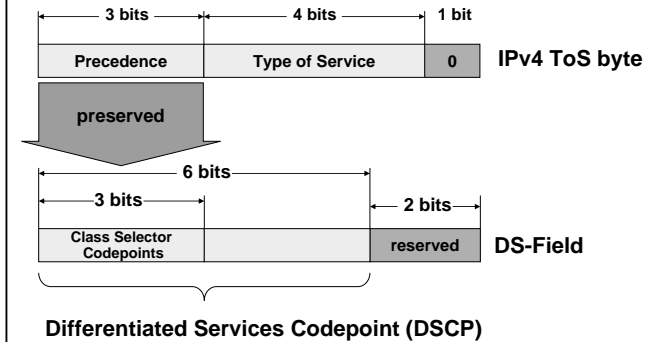 3 bits 4 bits 1 bit
Precedence Type of Service 0 IPv4 ToS byte
preserved
6 bits
3 bits 2 bits
Class Selector
Codepoints
reserved DS-Field
Differentiated Services Codepoint (DSCP)